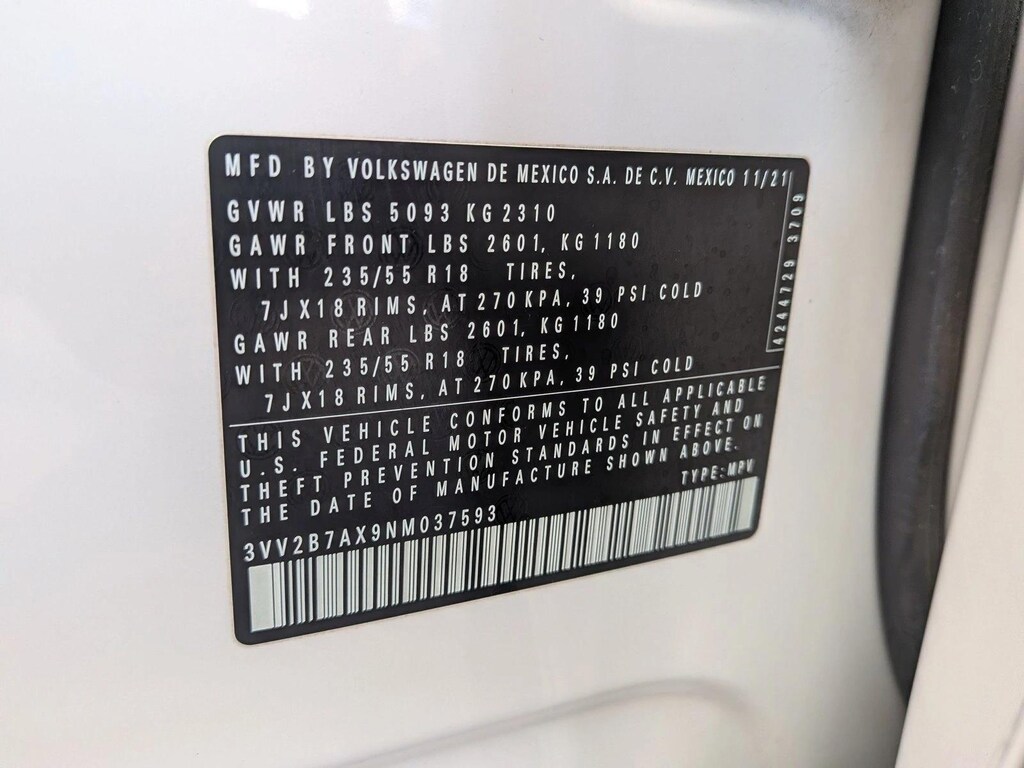 MFD BY VOLKSWAGEN DE MEXICO S.A. DE C.V. MEXICO 11/21
GVWR LBS 5093 KG 2310
GAWR FRONT LBS 2601, KG 1180
WITH 235/55 R18 TIRES,
7JX18 RIMS, AT 270 KPA, 39 PSI COLD
GAWR REAR LBS 2601, KG 1180
WITH 235/55 R18 TIRES,
7JX18 RIMS, AT 270 KPA, 39 PSI COLD
42444729 3709
THIS VEHICLE CONFORMS TO ALL APPLICABLE
U.S. FEDERAL MOTOR VEHICLE SAFETY AND
THEFT PREVENTION STANDARDS IN EFFECT ON
THE DATE OF MANUFACTURE SHOWN ABOVE.
TYPE:MPV
3VV2B7AX9NM037593